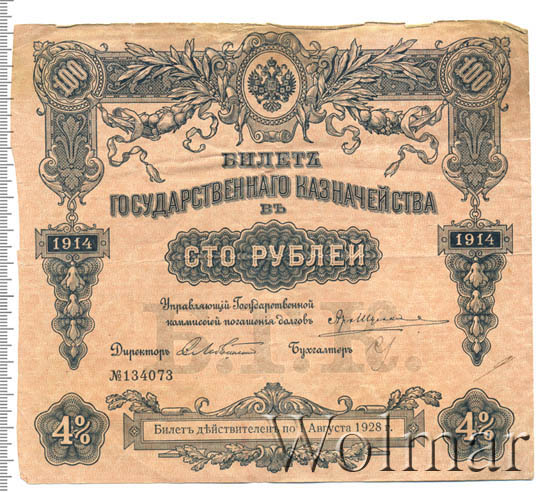 100
100
БИЛЕТЪ
ГОСУДАРСТВЕННАГО КАЗНАЧЕЙСТВА
ВЪ
1914
1914
СТО РУБЛЕЙ
Управляющій Государственной
коммиссіей погашенія долговъ
Директоръ
Бухгалтеръ
№134073
Б.Г.К.
4%
4%
Билетъ дѣйствителенъ по 1 Августа 1928 г.
Wolmar